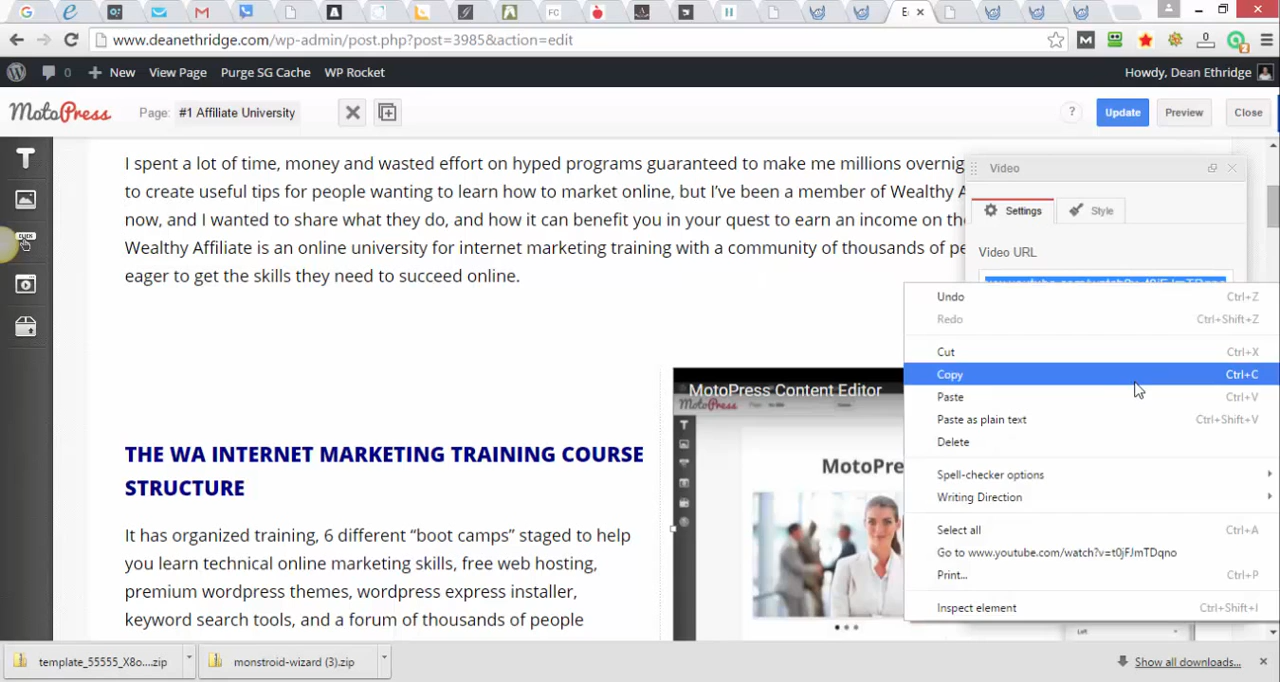 www.deanethridge.com/wp-admin/post.php?post=3985&action=edit
0 New View Page Purge SG Cache WP Rocket Howdy, Dean Ethridge
MotoPress Page: #1 Affiliate University ? Update Preview Close
I spent a lot of time, money and wasted effort on hyped programs guaranteed to make me millions overnig
to create useful tips for people wanting to learn how to market online, but I've been a member of Wealthy A
now, and I wanted to share what they do, and how it can benefit you in your quest to earn an income on the
Wealthy Affiliate is an online university for internet marketing training with a community of thousands of pe
eager to get the skills they need to succeed online.
Video
Settings Style
Video URL
Undo Ctrl+Z
Redo Ctrl+Shift+Z
Cut Ctrl+X
Copy Ctrl+C
Paste Ctrl+V
Paste as plain text Ctrl+Shift+V
Delete
Spell-checker options
Writing Direction
Select all Ctrl+A
Go to www.youtube.com/watch?v=t0jFJmTDqno
Print... Ctrl+P
Inspect element Ctrl+Shift+I
Left
MotoPress Content Editor
MotoPress
MotoPre
THE WA INTERNET MARKETING TRAINING COURSE
STRUCTURE
It has organized training, 6 different “boot camps” staged to help
you learn technical online marketing skills, free web hosting,
premium wordpress themes, wordpress express installer,
keyword search tools, and a forum of thousands of people
template_55555_X8o....zip monstroid-wizard (3).zip Show all downloads...